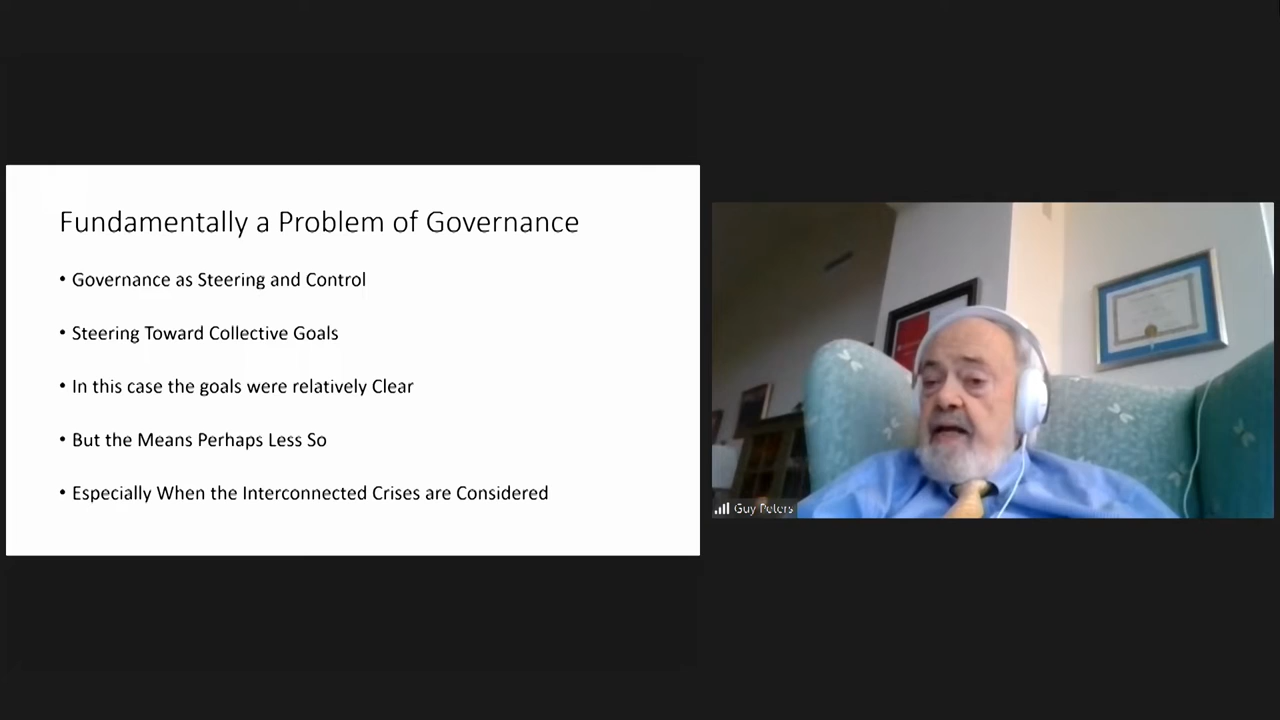 Fundamentally a Problem of Governance
• Governance as Steering and Control
• Steering Toward Collective Goals
• In this case the goals were relatively Clear
• But the Means Perhaps Less So
• Especially When the Interconnected Crises are Considered
Guy Peters